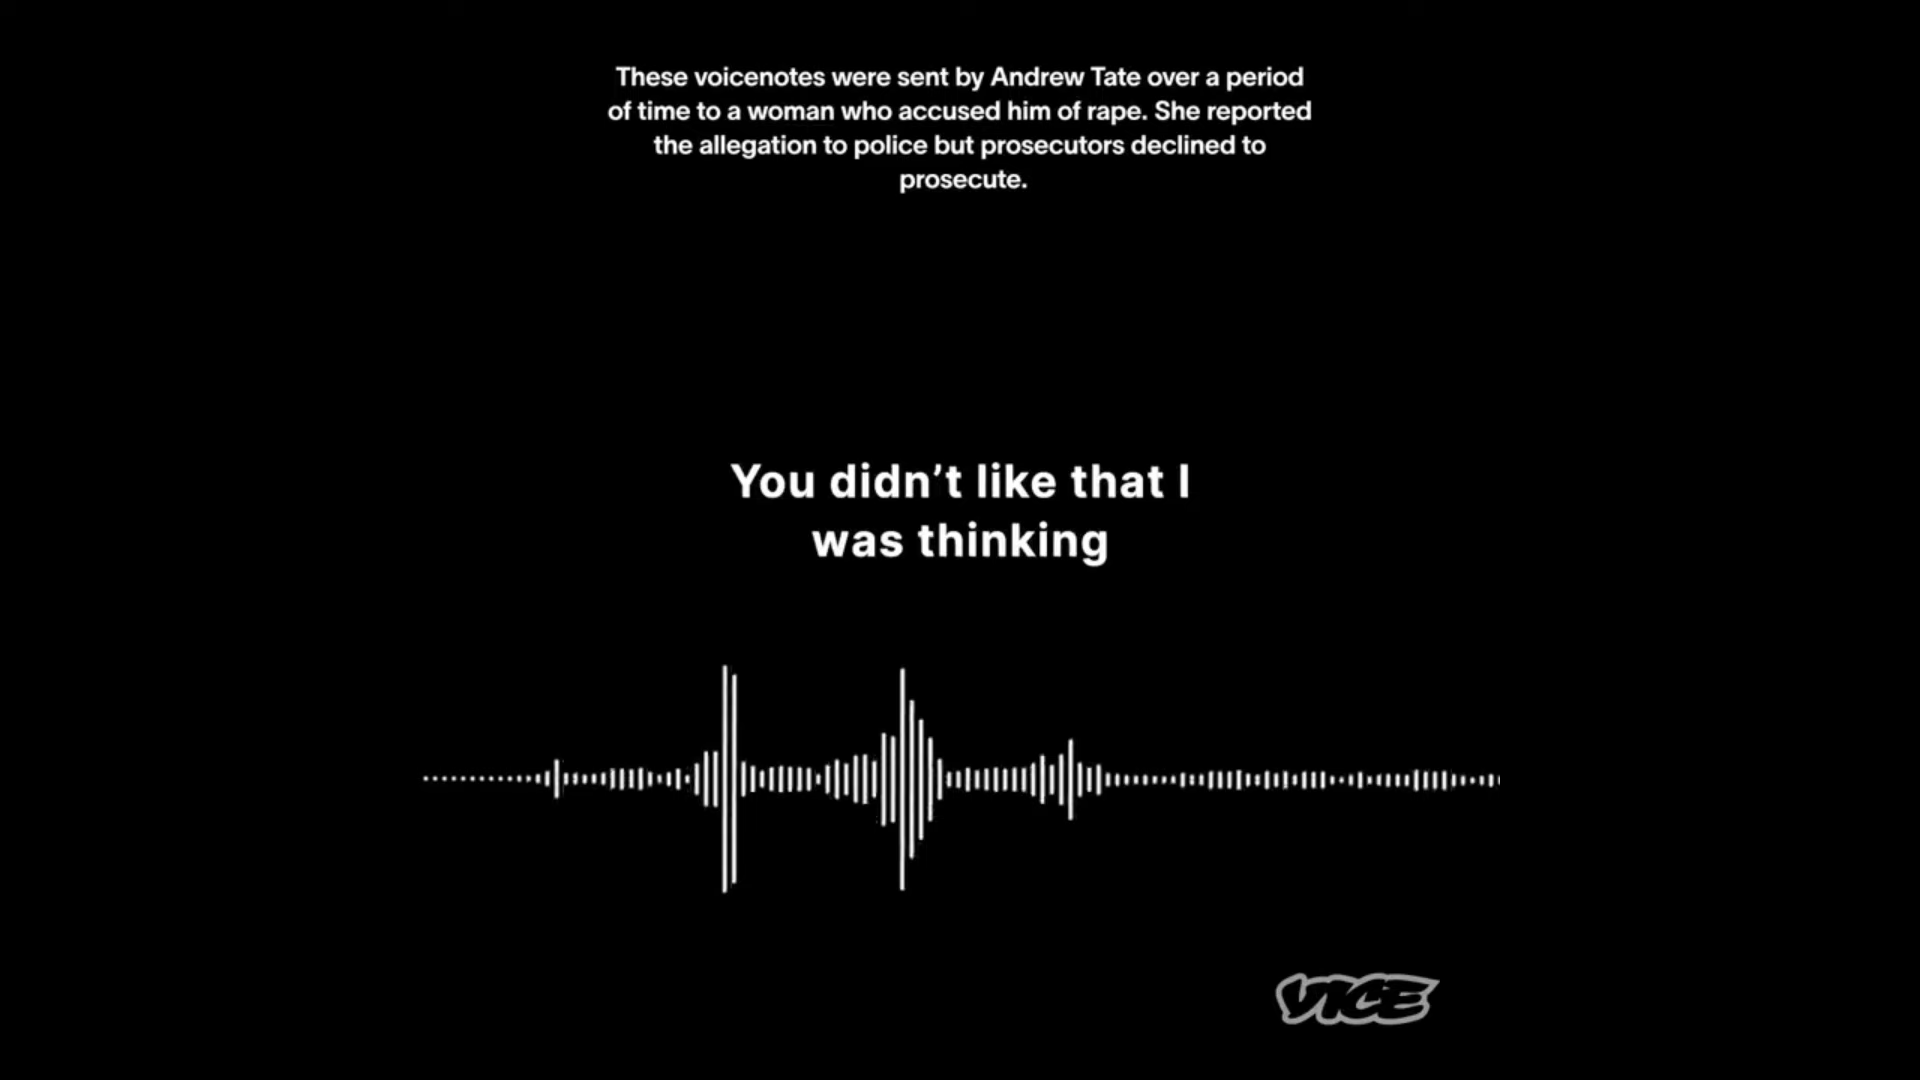 These voicenotes were sent by Andrew Tate over a period
of time to a woman who accused him of rape. She reported
the allegation to police but prosecutors declined to
prosecute.
You didn’t like that I
was thinking
VICE